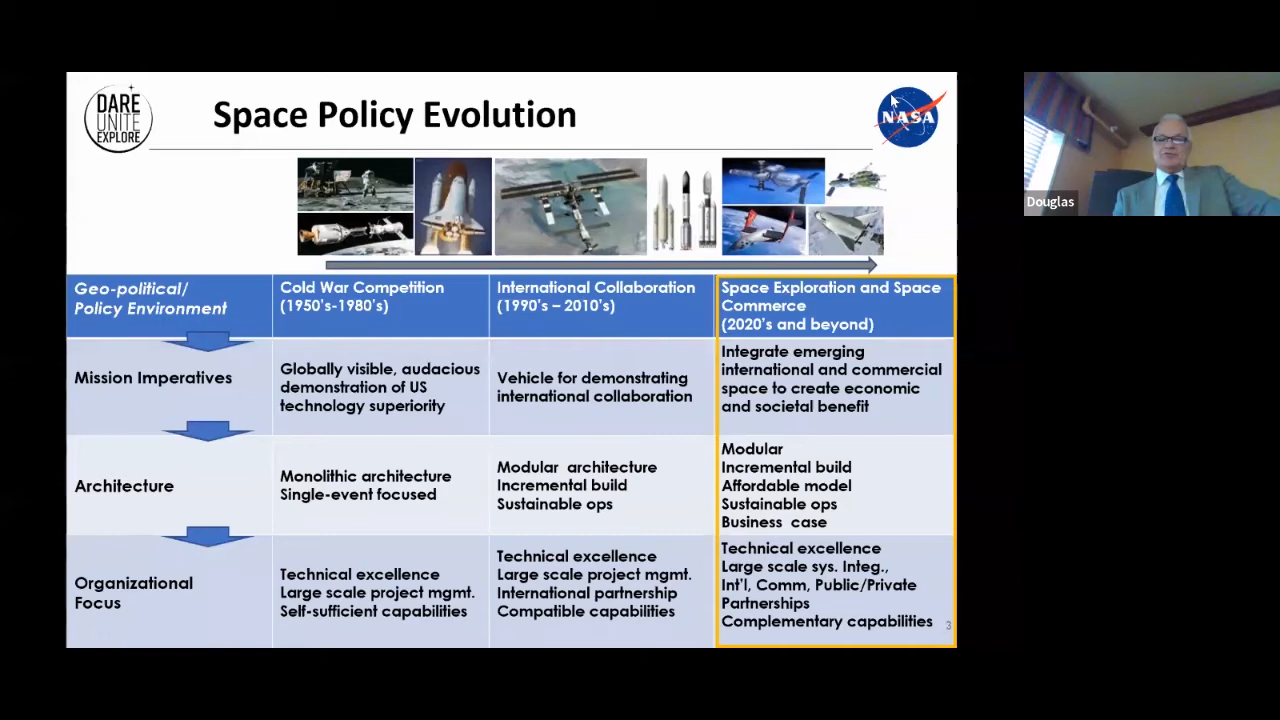 DARE
UNITE
EXPLORE
Space Policy Evolution
NASA
Douglas
Geo-political/
Policy Environment
Cold War Competition
(1950's-1980's)
International Collaboration
(1990's – 2010's)
Space Exploration and Space
Commerce
(2020's and beyond)
Mission Imperatives
Globally visible, audacious
demonstration of US
technology superiority
Vehicle for demonstrating
international collaboration
Integrate emerging
international and commercial
space to create economic
and societal benefit
Architecture
Monolithic architecture
Single-event focused
Modular architecture
Incremental build
Sustainable ops
Modular
Incremental build
Affordable model
Sustainable ops
Business case
Organizational
Focus
Technical excellence
Large scale project mgmt.
Self-sufficient capabilities
Technical excellence
Large scale project mgmt.
International partnership
Compatible capabilities
Technical excellence
Large scale sys. Integ.,
Int'l, Comm, Public/Private
Partnerships
Complementary capabilities
3